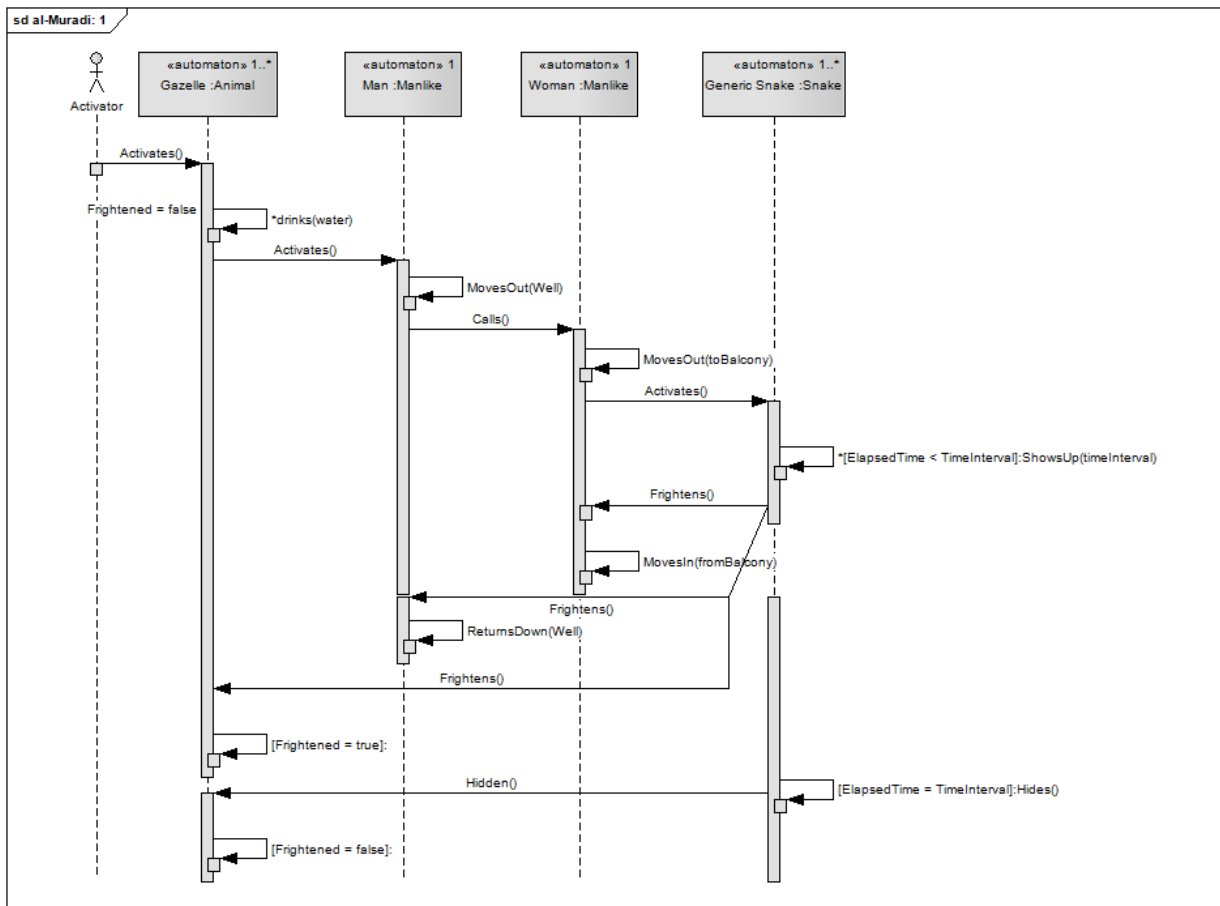 sd al-Muradi: 1
«automaton» 1..*
Gazelle :Animal
«automaton» 1
Man :Manlike
«automaton» 1
Woman :Manlike
«automaton» 1..*
Generic Snake :Snake
Activator
Activates()
Frightened = false
*drinks(water)
Activates()
MovesOut(Well)
Calls()
MovesOut(toBalcony)
Activates()
*[ElapsedTime < TimeInterval]:ShowsUp(timeInterval)
Frightens()
MovesIn(fromBalcony)
Frightens()
ReturnsDown(Well)
Frightens()
[Frightened = true]:
Hidden()
[ElapsedTime = TimeInterval]:Hides()
[Frightened = false]: